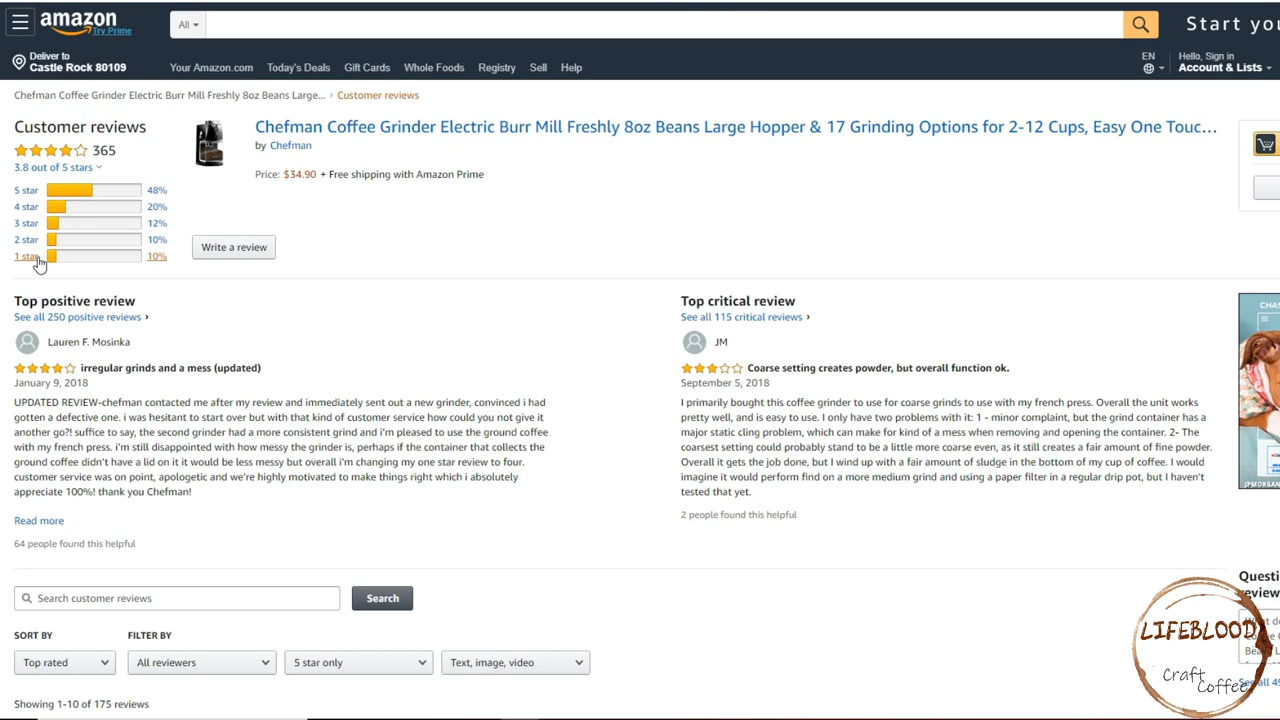 amazon
Try Prime
All
Start you
Deliver to
Castle Rock 80109
Your Amazon.com Today's Deals Gift Cards Whole Foods Registry Sell Help
EN
Hello, Sign in
Account & Lists
Chefman Coffee Grinder Electric Burr Mill Freshly 8oz Beans Large... › Customer reviews
Customer reviews
365
3.8 out of 5 stars
5 star 48%
4 star 20%
3 star 12%
2 star 10%
1 star 10%
Chefman Coffee Grinder Electric Burr Mill Freshly 8oz Beans Large Hopper & 17 Grinding Options for 2-12 Cups, Easy One Touc...
by Chefman
Price: $34.90 + Free shipping with Amazon Prime
Write a review
Top positive review
See all 250 positive reviews ›
Lauren F. Mosinka
irregular grinds and a mess (updated)
January 9, 2018
UPDATED REVIEW-chefman contacted me after my review and immediately sent out a new grinder, convinced i had
gotten a defective one. i was hesitant to start over but with that kind of customer service how could you not give it
another go?! suffice to say, the second grinder had a more consistent grind and i'm pleased to use the ground coffee
with my french press. i'm still disappointed with how messy the grinder is, perhaps if the container that collects the
ground coffee didn't have a lid on it it would be less messy but overall i'm changing my one star review to four.
customer service was on point, apologetic and we're highly motivated to make things right which i absolutely
appreciate 100%! thank you Chefman!
Read more
64 people found this helpful
Top critical review
See all 115 critical reviews ›
JM
Coarse setting creates powder, but overall function ok.
September 5, 2018
I primarily bought this coffee grinder to use for coarse grinds to use with my french press. Overall the unit works
pretty well, and is easy to use. I only have two problems with it: 1 - minor complaint, but the grind container has a
major static cling problem, which can make for kind of a mess when removing and opening the container. 2- The
coarsest setting could probably stand to be a little more coarse even, as it still creates a fair amount of fine powder.
Overall it gets the job done, but I wind up with a fair amount of sludge in the bottom of my cup of coffee. I would
imagine it would perform find on a more medium grind and using a paper filter in a regular drip pot, but I haven't
tested that yet.
2 people found this helpful
CHAS
JPMORGAN
Search customer reviews
Search
SORT BY FILTER BY
Top rated All reviewers 5 star only Text, image, video
Showing 1-10 of 175 reviews
Questi
review
See all 49
LIFEBLOOD
Craft
Coffee